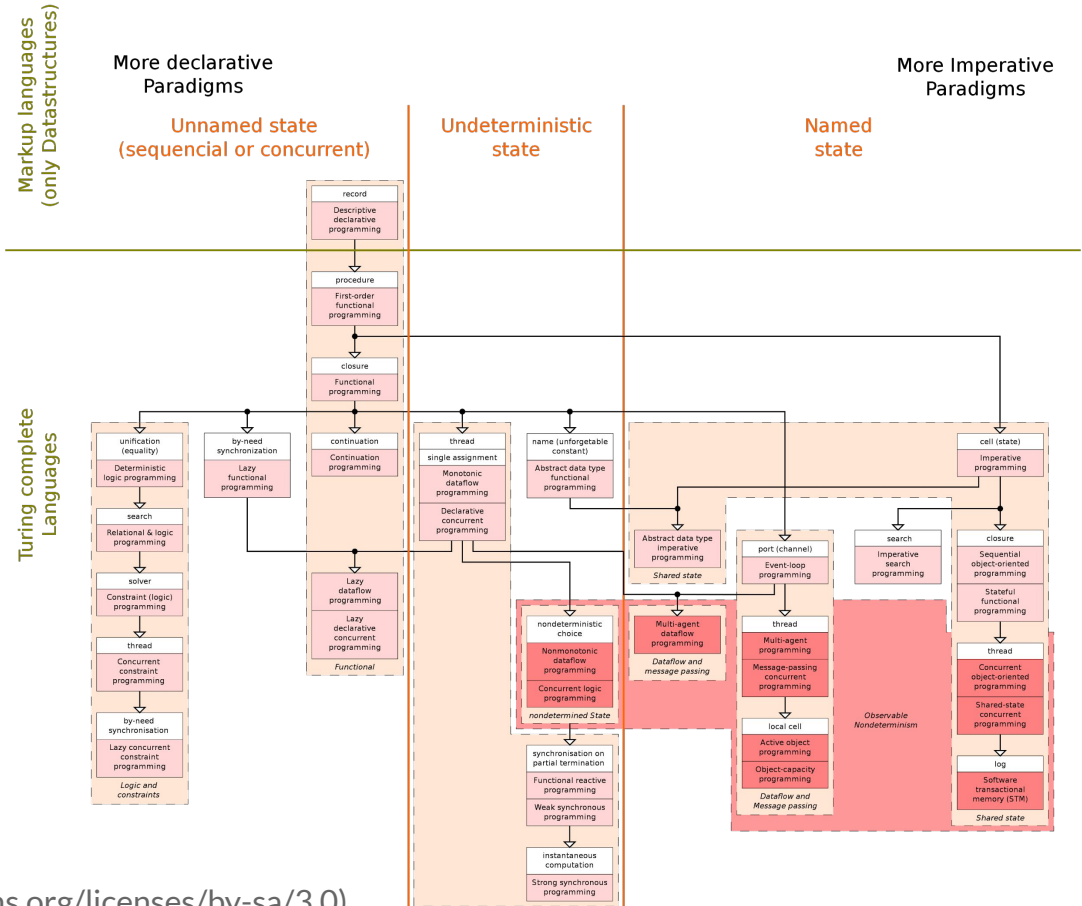 Markup languages
(only Datastructures)
More declarative
Paradigms
More Imperative
Paradigms
Unnamed state
(sequencial or concurrent)
Undeterministic
state
Named
state
record
Descriptive
declarative
programming
procedure
First-order
functional
programming
closure
Functional
programming
Turing complete
Languages
unification
(equality)
Deterministic
logic programming
search
Relational & logic
programming
solver
Constraint (logic)
programming
thread
Concurrent
constraint
programming
by-need
synchronisation
Lazy concurrent
constraint
programming
Logic and
constraints
by-need
synchronization
Lazy
functional
programming
continuation
Continuation
programming
Lazy
dataflow
programming
Lazy
declarative
concurrent
programming
Functional
thread
single assignment
Monotonic
dataflow
programming
Declarative
concurrent
programming
name (unforgetable
constant)
Abstract data type
functional
programming
nondeterministic
choice
Nonmonotonic
dataflow
programming
Concurrent logic
programming
nondetermined State
synchronisation on
partial termination
Functional reactive
programming
Weak synchronous
programming
instantaneous
computation
Strong synchronous
programming
Abstract data type
imperative
programming
Shared state
Multi-agent
dataflow
programming
Dataflow and
message passing
port (channel)
Event-loop
programming
thread
Multi-agent
programming
Message-passing
concurrent
programming
local cell
Active object
programming
Object-capacity
programming
Dataflow and
Message passing
search
Imperative
search
programming
Observable
Nondeterminism
cell (state)
Imperative
programming
closure
Sequential
object-oriented
programming
Stateful
functional
programming
thread
Concurrent
object-oriented
programming
Shared-state
concurrent
programming
log
Software
transactional
memory (STM)
Shared state
ns.org/licenses/by-sa/3.0)